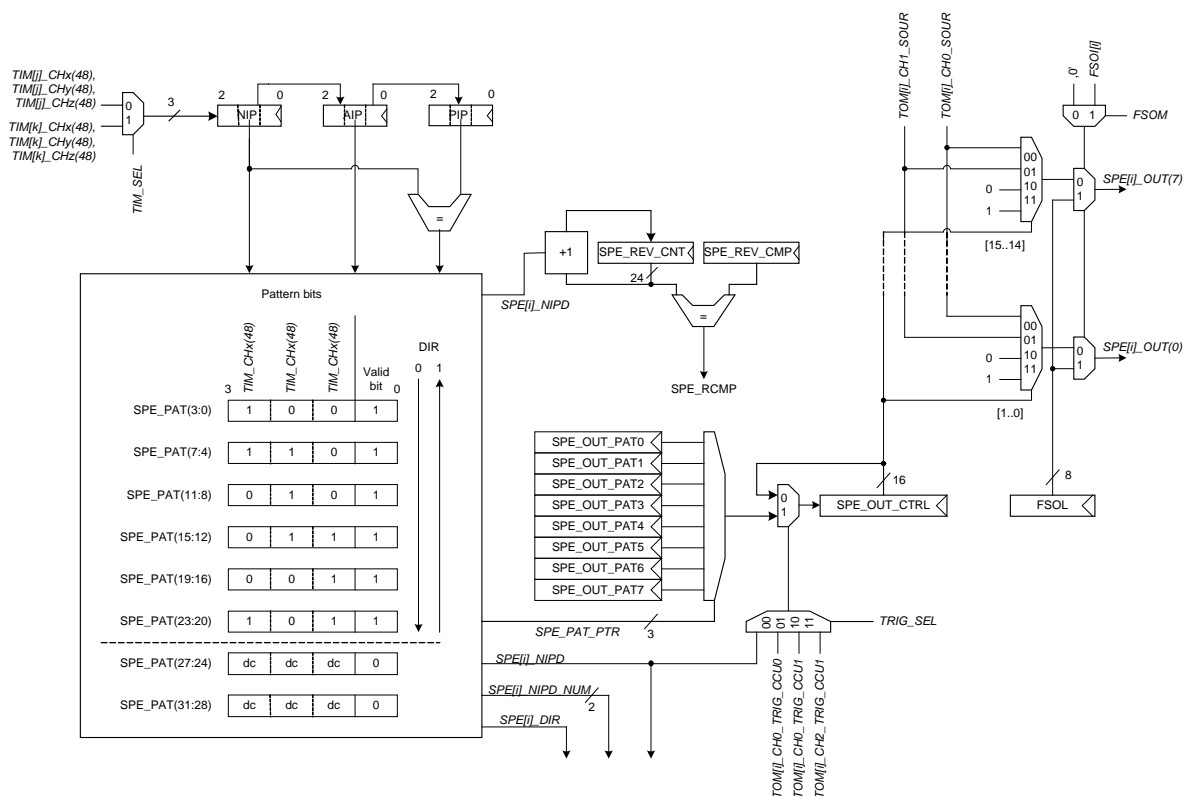 TIM[j]_CHx(48),
TIM[j]_CHy(48),
TIM[j]_CHz(48)
TIM[k]_CHx(48),
TIM[k]_CHy(48),
TIM[k]_CHz(48)
0
1
TIM_SEL
3
2 0
NIP
2 0
AIP
2 0
PIP
=
Pattern bits
TIM_CHx(48)
TIM_CHx(48)
TIM_CHx(48)
3
Valid
bit
0
DIR
0 1
SPE_PAT(3:0) 1 0 0 1
SPE_PAT(7:4) 1 1 0 1
SPE_PAT(11:8) 0 1 0 1
SPE_PAT(15:12) 0 1 1 1
SPE_PAT(19:16) 0 0 1 1
SPE_PAT(23:20) 1 0 1 1
SPE_PAT(27:24) dc dc dc 0
SPE_PAT(31:28) dc dc dc 0
SPE[i]_NIPD
+1
SPE_REV_CNT
SPE_REV_CMP
24
=
SPE_RCMP
SPE_OUT_PAT0
SPE_OUT_PAT1
SPE_OUT_PAT2
SPE_OUT_PAT3
SPE_OUT_PAT4
SPE_OUT_PAT5
SPE_OUT_PAT6
SPE_OUT_PAT7
SPE_PAT_PTR
3
SPE[i]_NIPD
SPE[i]_NIPD_NUM
2
SPE[i]_DIR
0
1
SPE_OUT_CTRL
16
00 01 10 11
TRIG_SEL
TOM[i]_CH0_TRIG_CCU0
TOM[i]_CH0_TRIG_CCU1
TOM[i]_CH2_TRIG_CCU1
TOM[i]_CH1_SOUR
TOM[i]_CH0_SOUR
‚0'
FSOI[i]
0 1
FSOM
00
01
10
11
0
1
[15..14]
0
1
SPE[i]_OUT(7)
00
01
10
11
0
1
[1..0]
0
1
SPE[i]_OUT(0)
8
FSOL